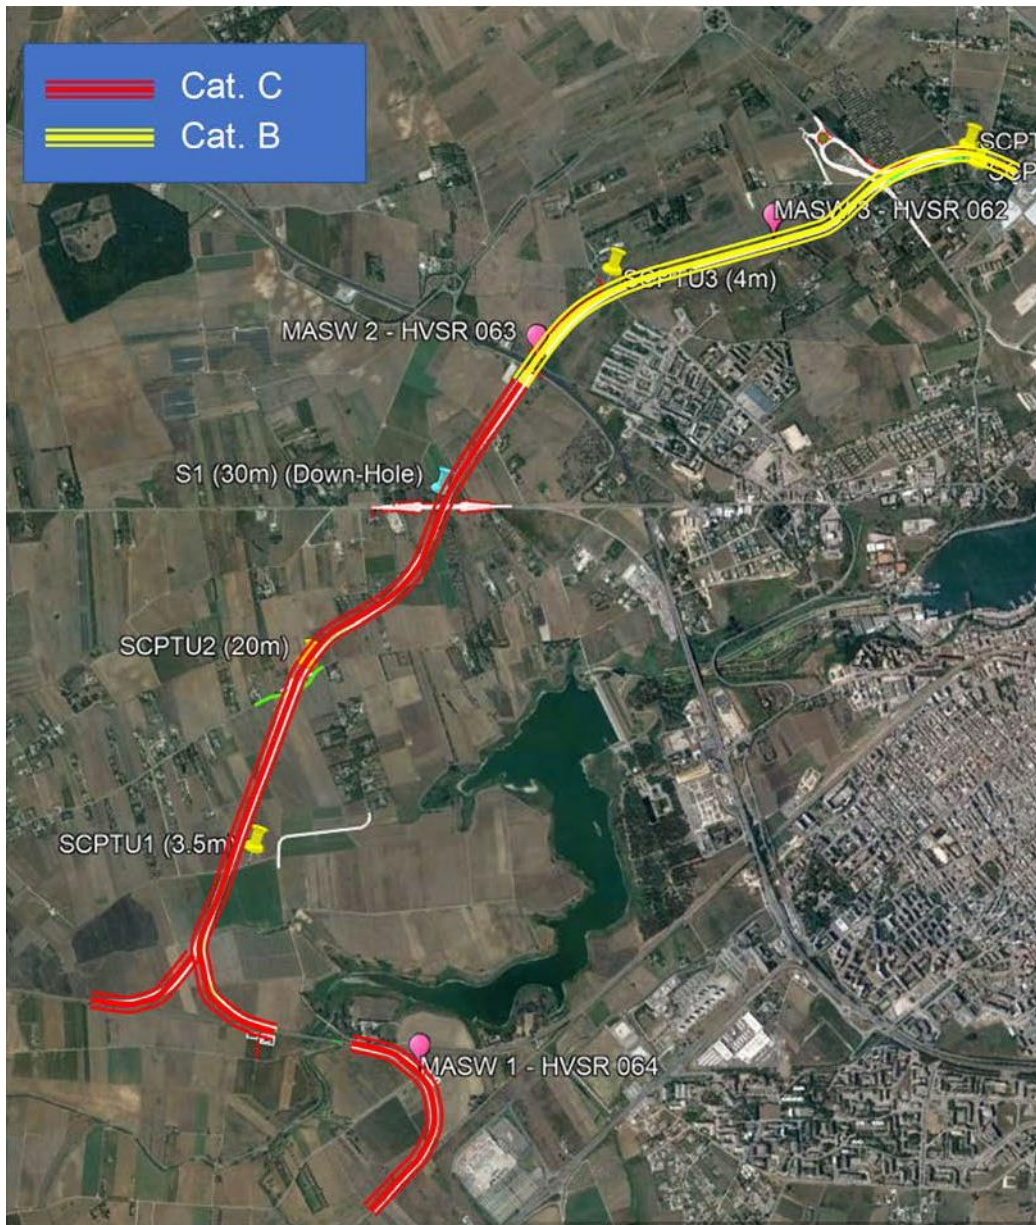 Cat. C
Cat. B
SCPT
SCP
MASW 3 - HVSR 062
SCPTU3 (4m)
MASW 2 - HVSR 063
S1 (30m) (Down-Hole)
SCPTU2 (20m)
SCPTU1 (3.5m)
MASW 1 - HVSR 064